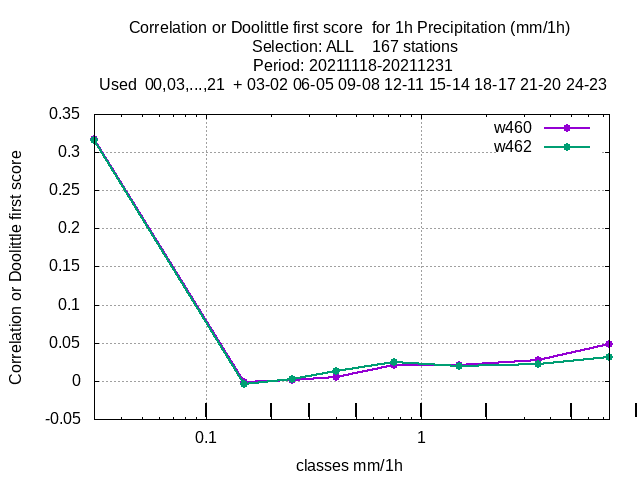 Correlation or Doolittle first score  for 1h Precipitation (mm/1h)
Selection: ALL    167 stations
Period: 20211118-20211231
Used  00,03,...,21  + 03-02 06-05 09-08 12-11 15-14 18-17 21-20 24-23
w460
w462
0.35
0.3
0.25
0.2
0.15
0.1
0.05
0
-0.05
Correlation or Doolittle first score
0.1
1
classes mm/1h